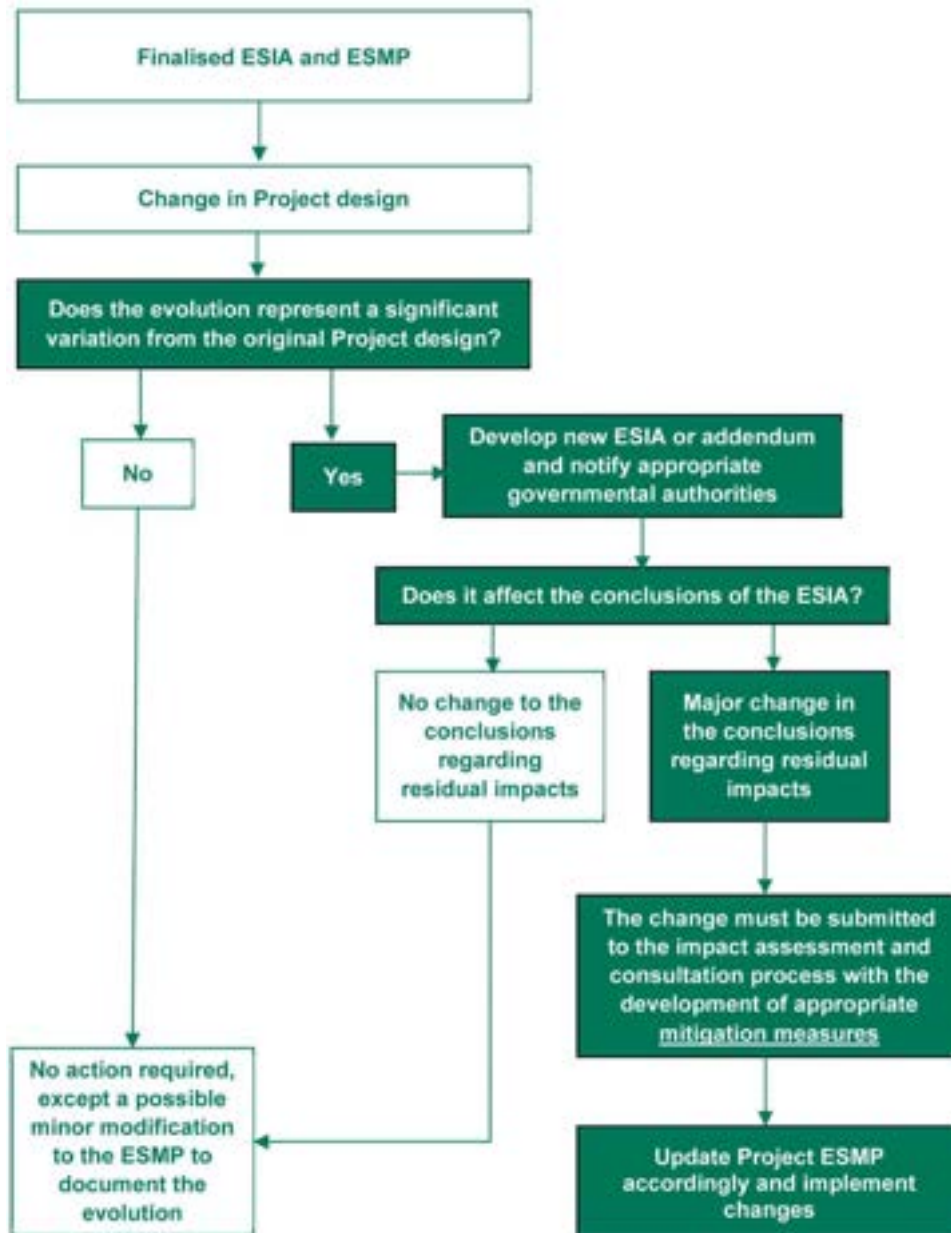 Finalised ESIA and ESMP
Change in Project design
Does the evolution represent a significant
variation from the original Project design?
No
Yes
Develop new ESIA or addendum
and notify appropriate
governmental authorities
Does it affect the conclusions of the ESIA?
No change to the
conclusions
regarding
residual impacts
Major change in
the conclusions
regarding residual
impacts
The change must be submitted
to the impact assessment and
consultation process with the
development of appropriate
mitigation measures
No action required,
except a possible
minor modification
to the ESMP to
document the
evolution
Update Project ESMP
accordingly and implement
changes